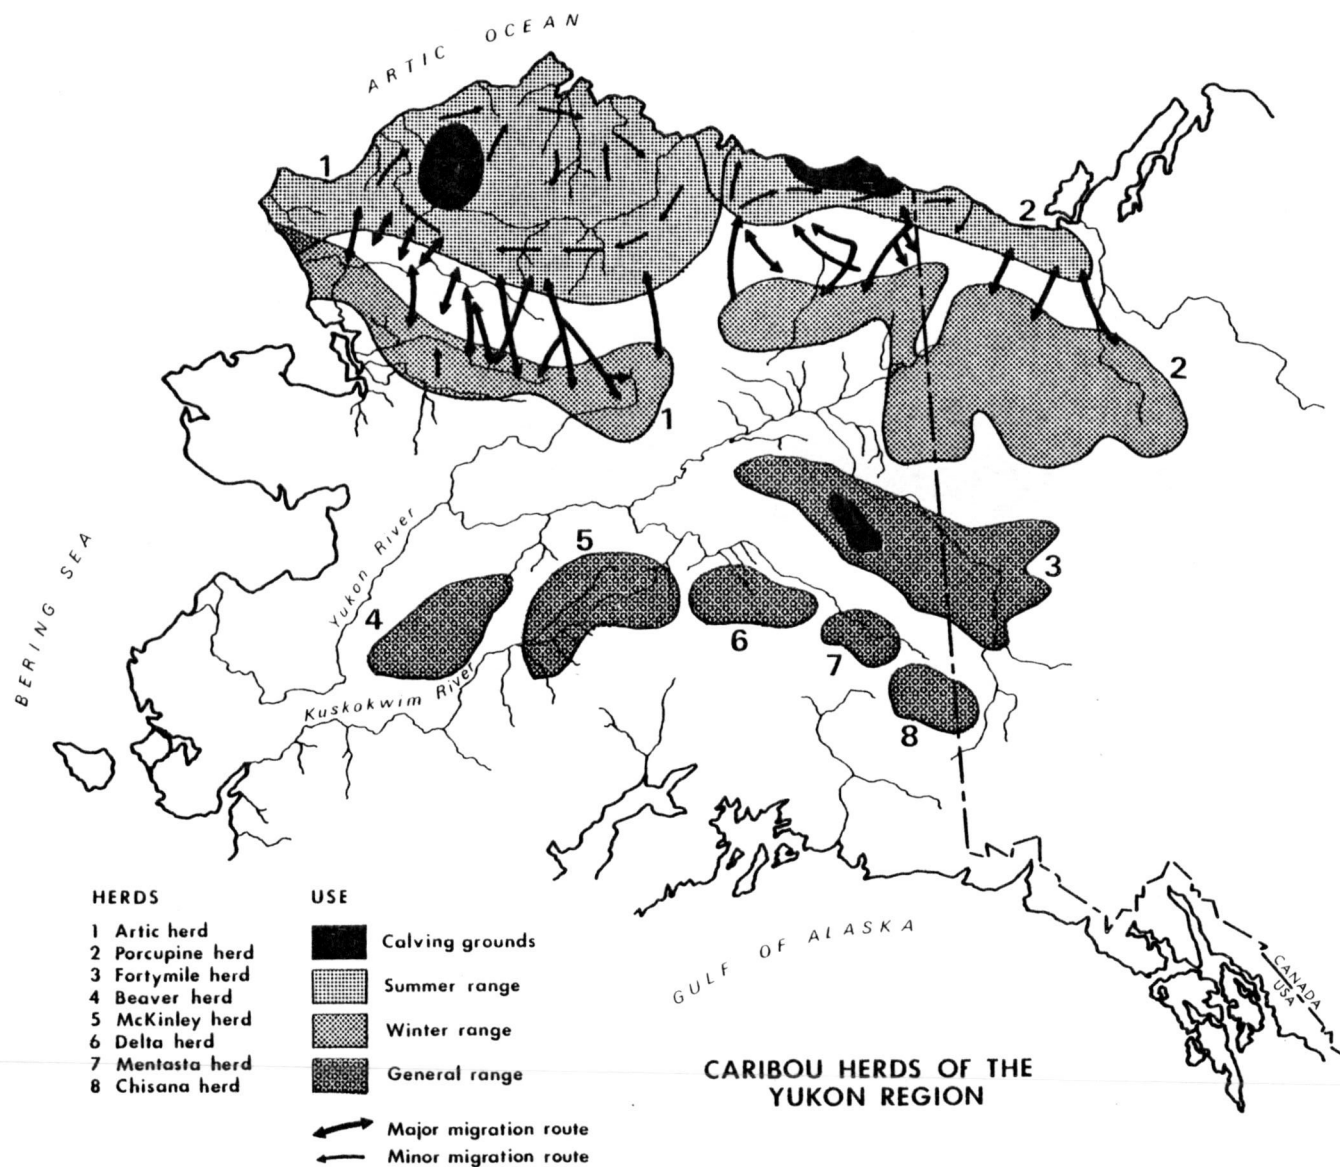 ARTIC OCEAN
1
2
2
1
BERING SEA
Yukon River
5
3
4
6
7
Kuskokwim River
8
GULF OF ALASKA
CANADA
USA
HERDS
1 Artic herd
2 Porcupine herd
3 Fortymile herd
4 Beaver herd
5 McKinley herd
6 Delta herd
7 Mentasta herd
8 Chisana herd
USE
Calving grounds
Summer range
Winter range
General range
Major migration route
Minor migration route
CARIBOU HERDS OF THE
YUKON REGION